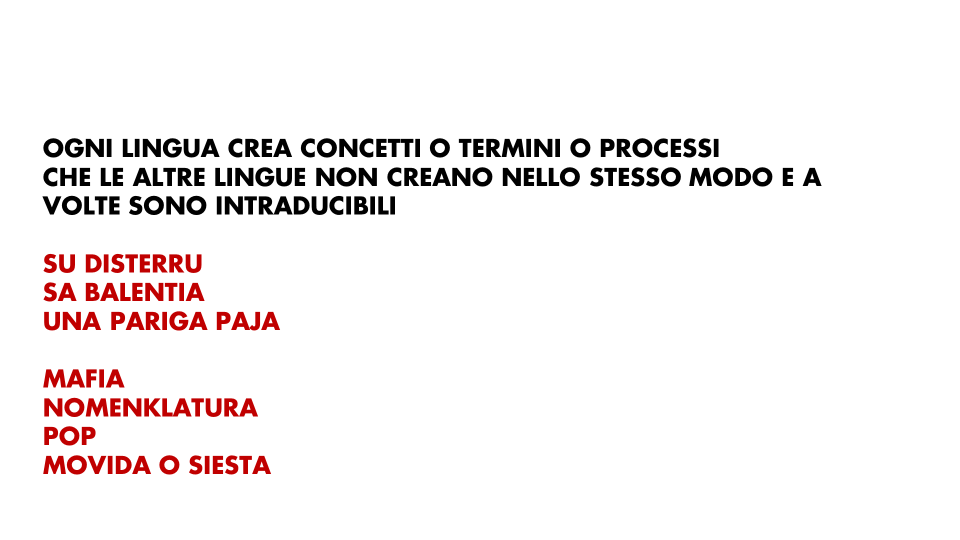 OGNI LINGUA CREA CONCETTI O TERMINI O PROCESSI
CHE LE ALTRE LINGUE NON CREANO NELLO STESSO MODO E A
VOLTE SONO INTRADUCIBILI
SU DISTERRU
SA BALENTIA
UNA PARIGA PAJA
MAFIA
NOMENKLATURA
POP
MOVIDA O SIESTA